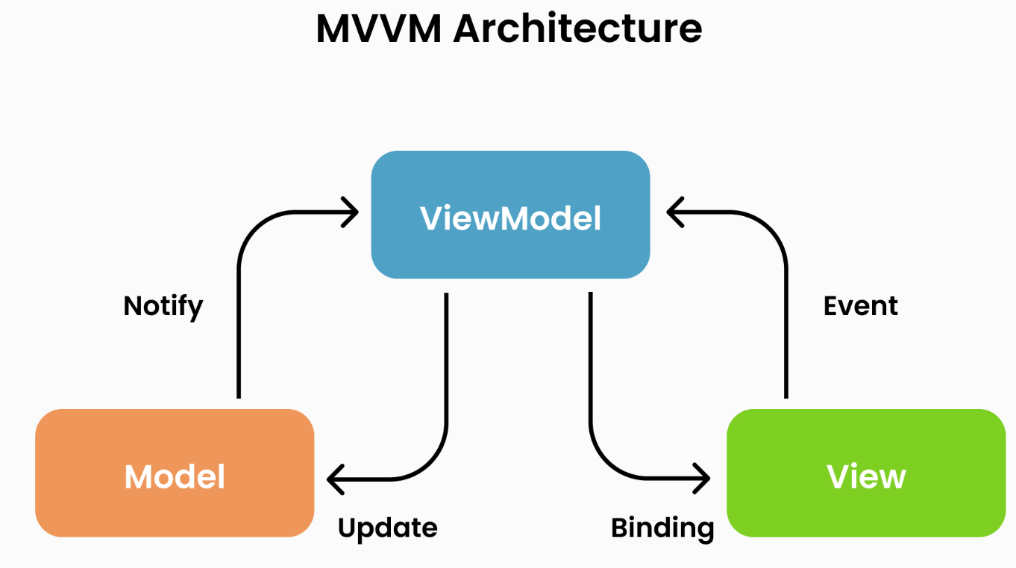 MVVM Architecture
ViewModel
Notify
Event
Model
View
Update
Binding